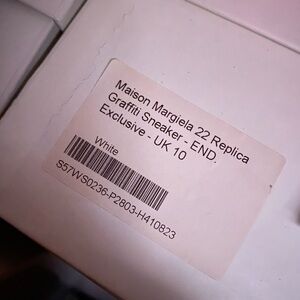 Maison Margiela 22 Replica
Graffiti Sneaker - END.
Exclusive - UK 10
White
S57WS0236-P2803-H410823